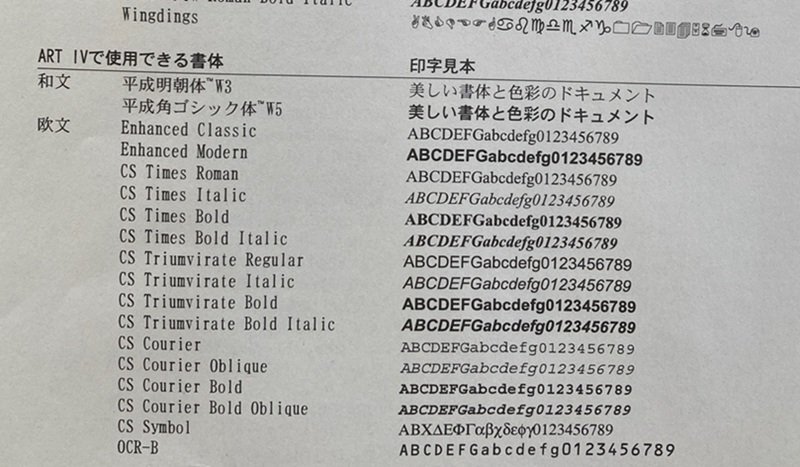 Wingdings
ART IVで使用できる書体 印字見本
和文 平成明朝体™W3 美しい書体と色彩のドキュメント
平成角ゴシック体™W5 美しい書体と色彩のドキュメント
欧文 Enhanced Classic ABCDEFGabcdefg0123456789
Enhanced Modern ABCDEFGabcdefg0123456789
CS Times Roman ABCDEFGabcdefg0123456789
CS Times Italic ABCDEFGabcdefg0123456789
CS Times Bold ABCDEFGabcdefg0123456789
CS Times Bold Italic ABCDEFGabcdefg0123456789
CS Triumvirate Regular ABCDEFGabcdefg0123456789
CS Triumvirate Italic ABCDEFGabcdefg0123456789
CS Triumvirate Bold ABCDEFGabcdefg0123456789
CS Triumvirate Bold Italic ABCDEFGabcdefg0123456789
CS Courier ABCDEFGabcdefg0123456789
CS Courier Oblique ABCDEFGabcdefg0123456789
CS Courier Bold ABCDEFGabcdefg0123456789
CS Courier Bold Oblique ABCDEFGabcdefg0123456789
CS Symbol ΑΒΧΔΕΦΓαβχδεφγ0123456789
OCR-B ABCDEFGabcdefg0123456789